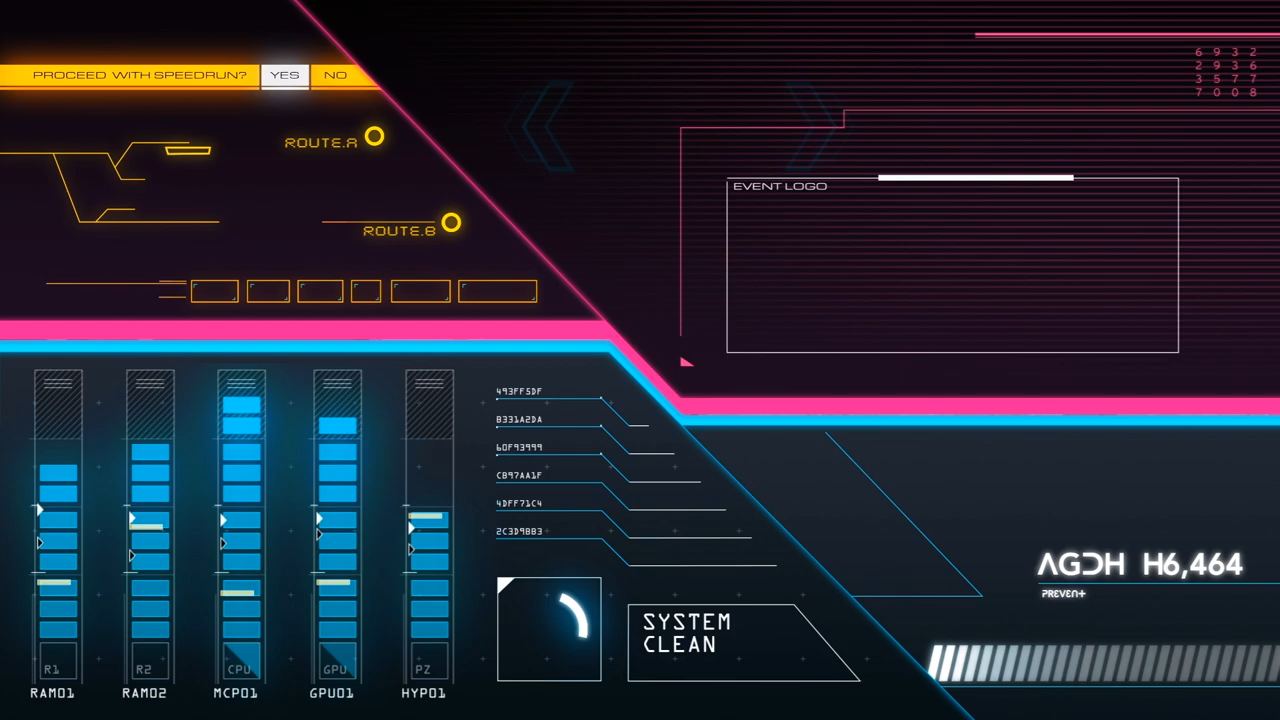 PROCEED WITH SPEEDRUN? YES NO
ROUTE.A
ROUTE.B
6 9 3 2
2 9 3 6
3 5 7 7
7 0 0 8
EVENT LOGO
493FF5DF
B331A2DA
60F93999
CB97AA1F
4DFF71C4
2C3D9BB3
R1 R2 CPU GPU PZ
RAM01 RAM02 MCP01 GPU01 HYP01
SYSTEM
CLEAN
AGDH H6,464
PREVENT